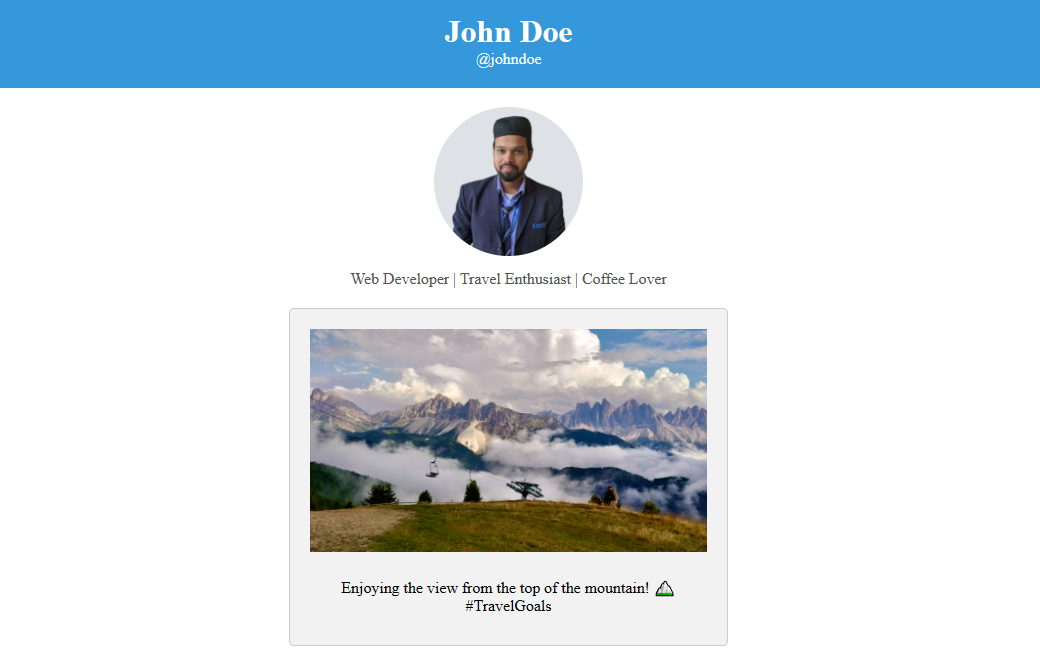 John Doe
@johndoe
Web Developer | Travel Enthusiast | Coffee Lover
Enjoying the view from the top of the mountain! 🏔️
#TravelGoals